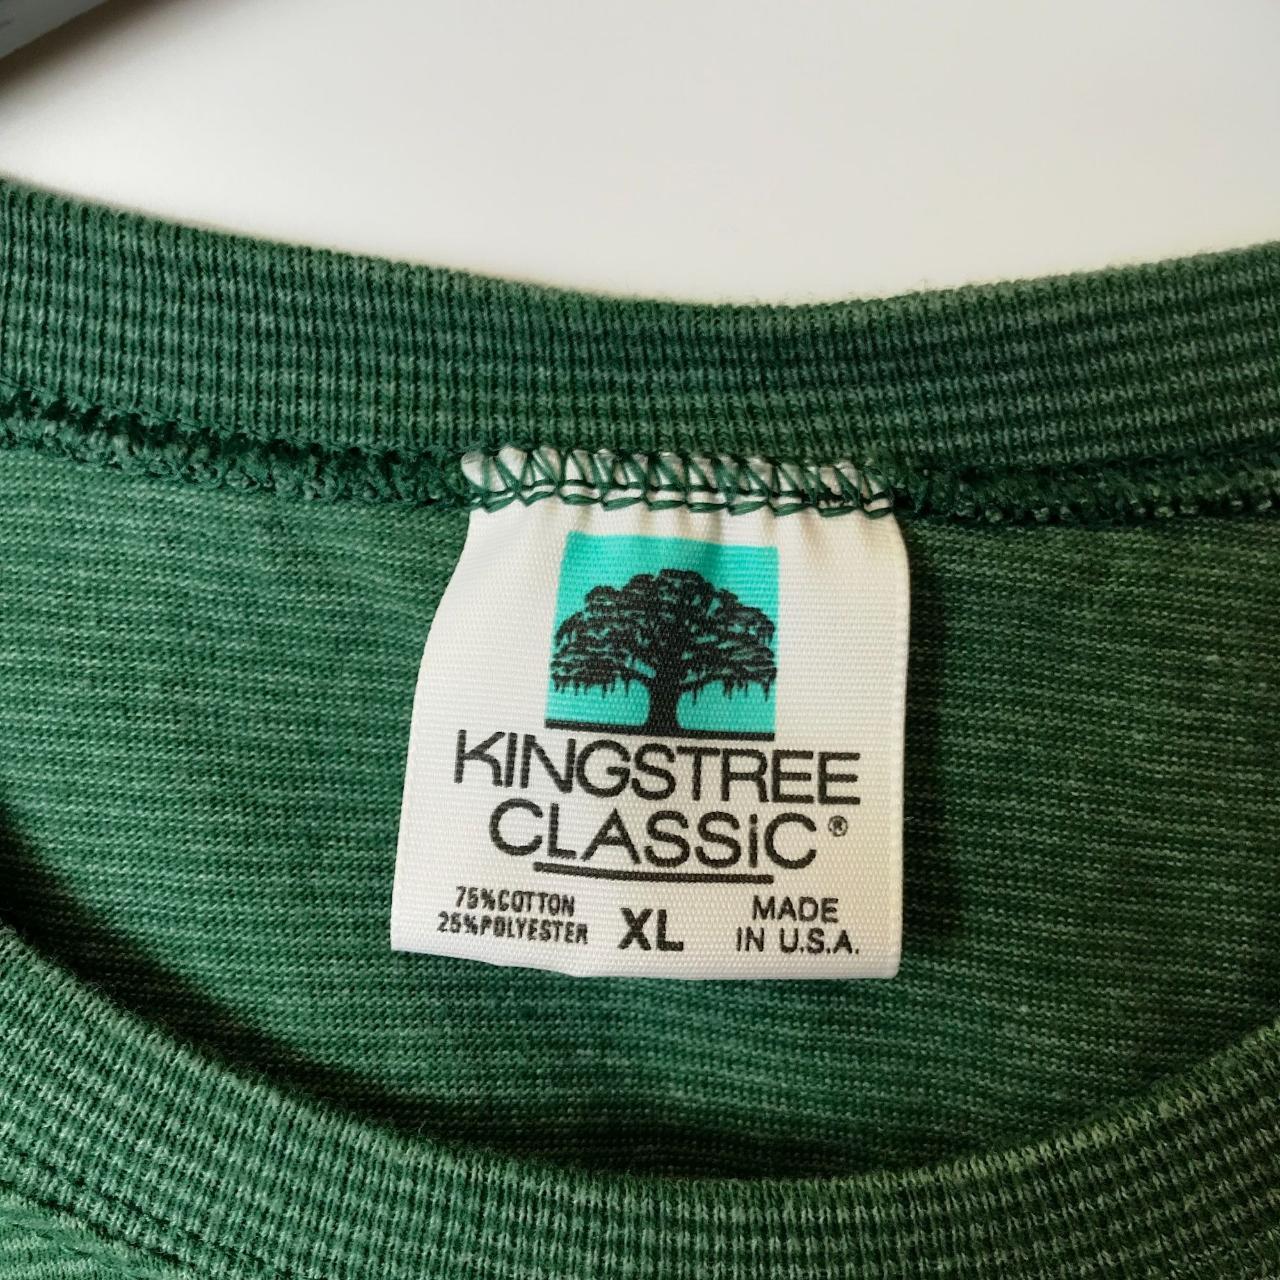 KINGSTREE
CLASSiC®
75%COTTON
25%POLYESTER
XL
MADE
IN U.S.A.